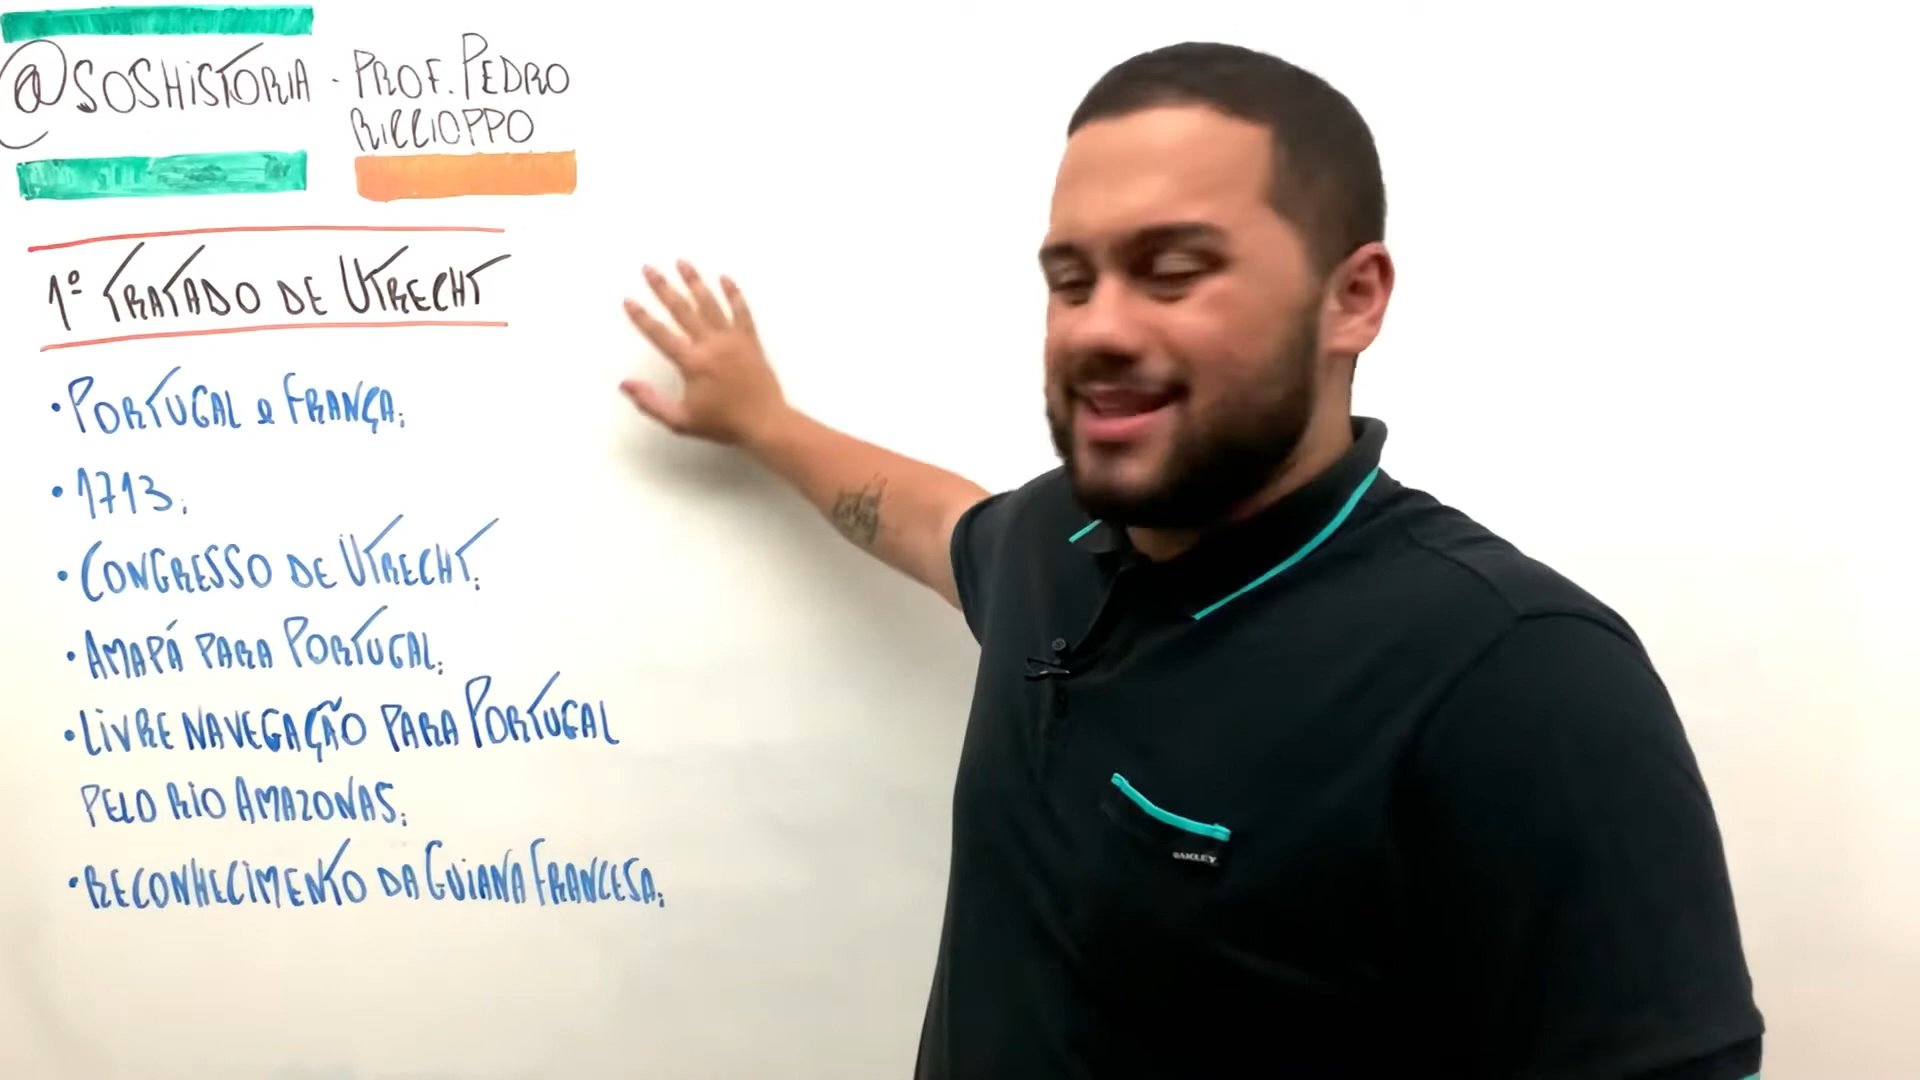 @SOSHISTORIA - PROF. PEDRO
RICCIOPPO
1º TRATADO DE UTRECHT
• PORTUGAL e FRANÇA;
• 1713;
• CONGRESSO DE UTRECHT;
• AMAPÁ PARA PORTUGAL;
• LIVRE NAVEGAÇÃO PARA PORTUGAL
PELO RIO AMAZONAS;
• RECONHECIMENTO DA GUIANA FRANCESA;
OAKLEY